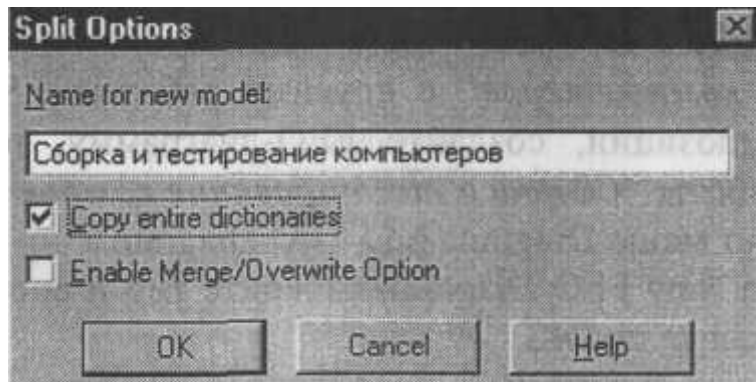 Split Options
Name for new model:
Сборка и тестирование компьютеров
Copy entire dictionaries
Enable Merge/Overwrite Option
OK Cancel Help